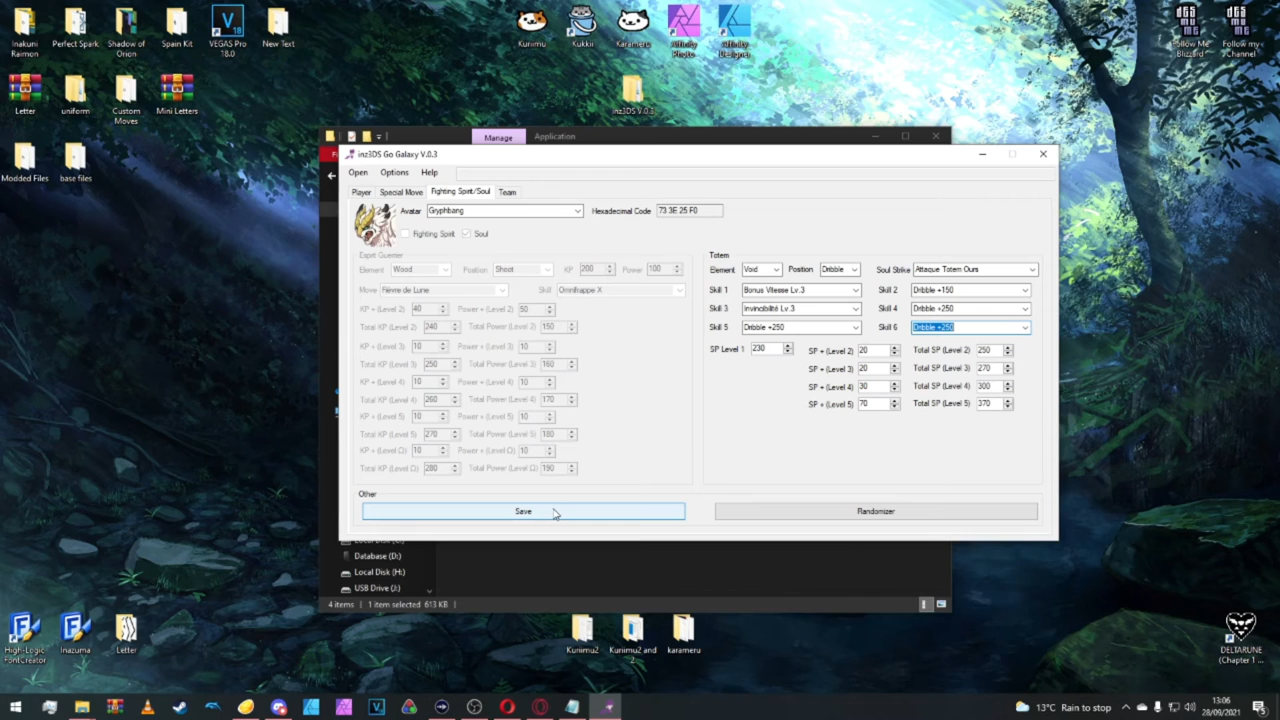 Inakuni Raimon
Perfect Spark
Shadow of Orion
Spain Kit
VEGAS Pro 18.0
New Text
Kuriimu
Kukkii
Karameru
Affinity Photo
Affinity Designer
Follow Me Blizzard
Follow my Channel
Letter
uniform
Custom Moves
Mini Letters
inz3DS V.0.3
Modded Files
base files
Manage
Application
inz3DS Go Galaxy V.0.3
Open Options Help
Player Special Move Fighting Spirit/Soul Team
Avatar Gryphbang Hexadecimal Code 73 3E 25 F0
Fighting Spirit Soul
Esprit Guerrier
Element Wood Position Shoot KP 200 Power 100
Move Fièvre de Lune Skill Omnifrappe X
KP + (Level 2) 40 Power + (Level 2) 50
Total KP (Level 2) 240 Total Power (Level 2) 150
KP + (Level 3) 10 Power + (Level 3) 10
Total KP (Level 3) 250 Total Power (Level 3) 160
KP + (Level 4) 10 Power + (Level 4) 10
Total KP (Level 4) 260 Total Power (Level 4) 170
KP + (Level 5) 10 Power + (Level 5) 10
Total KP (Level 5) 270 Total Power (Level 5) 180
KP + (Level Ω) 10 Power + (Level Ω) 10
Total KP (Level Ω) 280 Total Power (Level Ω) 190
Totem
Element Void Position Dribble Soul Strike Attaque Totem Ours
Skill 1 Bonus Vitesse Lv.3 Skill 2 Dribble +150
Skill 3 Invincibilité Lv.3 Skill 4 Dribble +250
Skill 5 Dribble +250 Skill 6 Dribble +250
SP Level 1 230 SP + (Level 2) 20 Total SP (Level 2) 250
SP + (Level 3) 20 Total SP (Level 3) 270
SP + (Level 4) 30 Total SP (Level 4) 300
SP + (Level 5) 70 Total SP (Level 5) 370
Other
Save
Randomizer
Database (D:)
Local Disk (H:)
USB Drive (J:)
4 items 1 item selected 613 KB
High-Logic FontCreator
Inazuma
Letter
Kuriimu2
Kuriimu2 and 2
karameru
DELTARUNE (Chapter 1 ...
13°C Rain to stop
13:06
28/09/2021
5